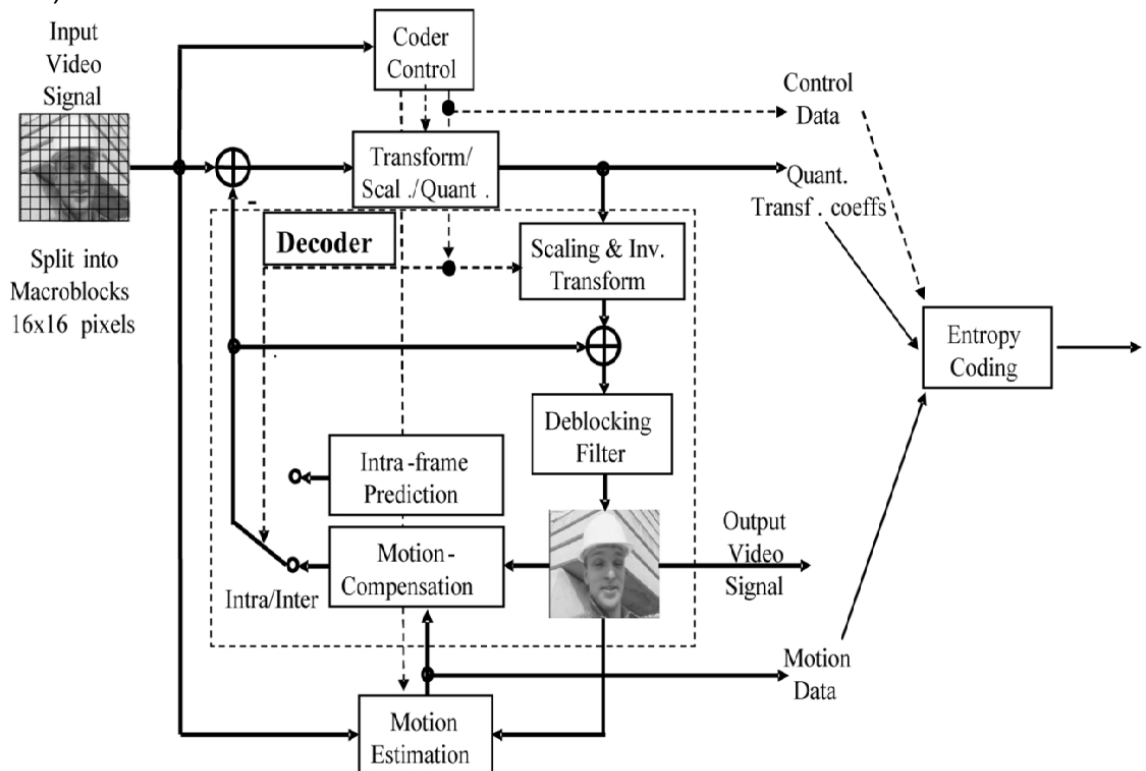 Input
Video
Signal
Split into
Macroblocks
16x16 pixels
Coder
Control
Transform/
Scal ./Quant .
-
Decoder
Scaling & Inv.
Transform
Deblocking
Filter
Intra-frame
Prediction
Motion-
Compensation
Intra/Inter
Motion
Estimation
Control
Data
Quant.
Transf . coeffs
Entropy
Coding
Output
Video
Signal
Motion
Data